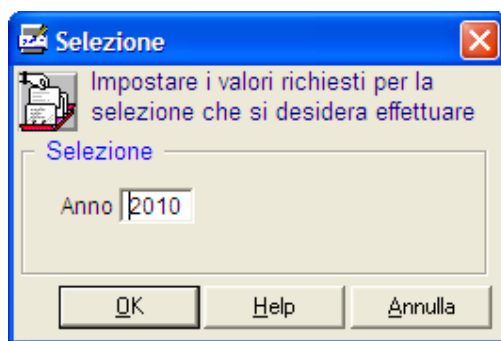 Selezione
Impostare i valori richiesti per la
selezione che si desidera effettuare
Selezione
Anno 2010
OK Help Annulla